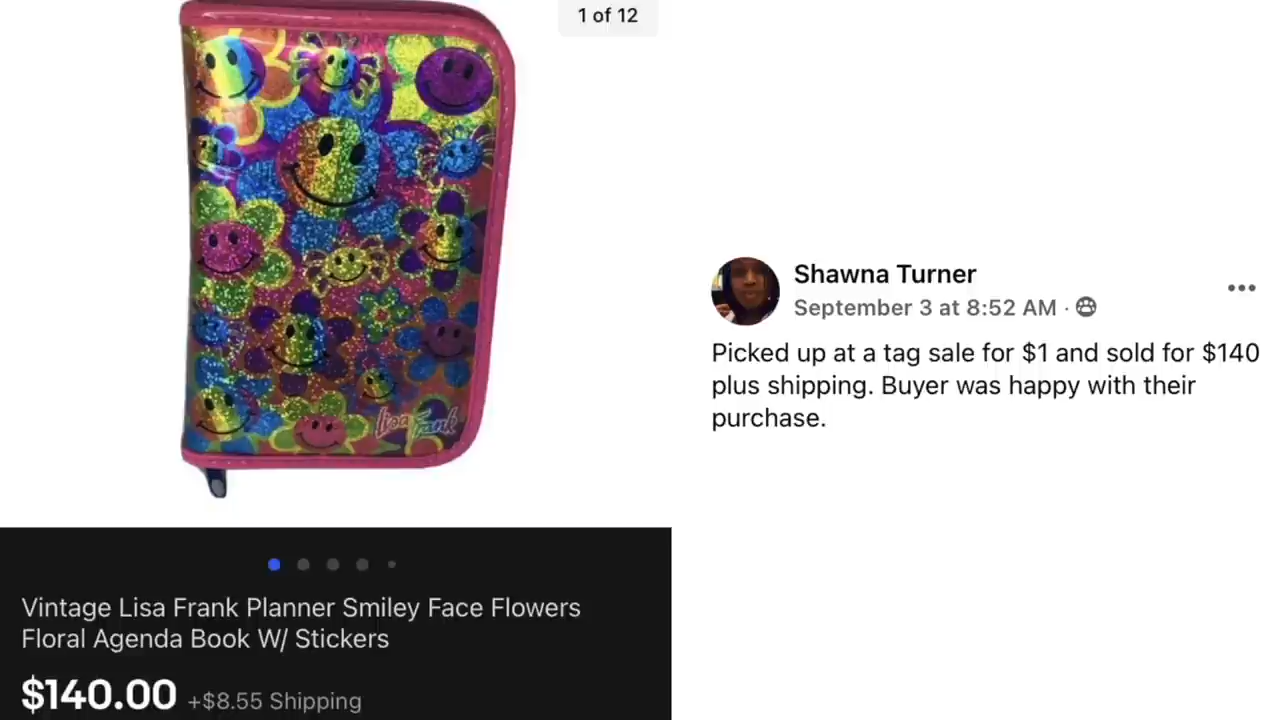 1 of 12
Lisa Frank
Vintage Lisa Frank Planner Smiley Face Flowers
Floral Agenda Book W/ Stickers
$140.00 +$8.55 Shipping
Shawna Turner
September 3 at 8:52 AM ·
Picked up at a tag sale for $1 and sold for $140
plus shipping. Buyer was happy with their
purchase.